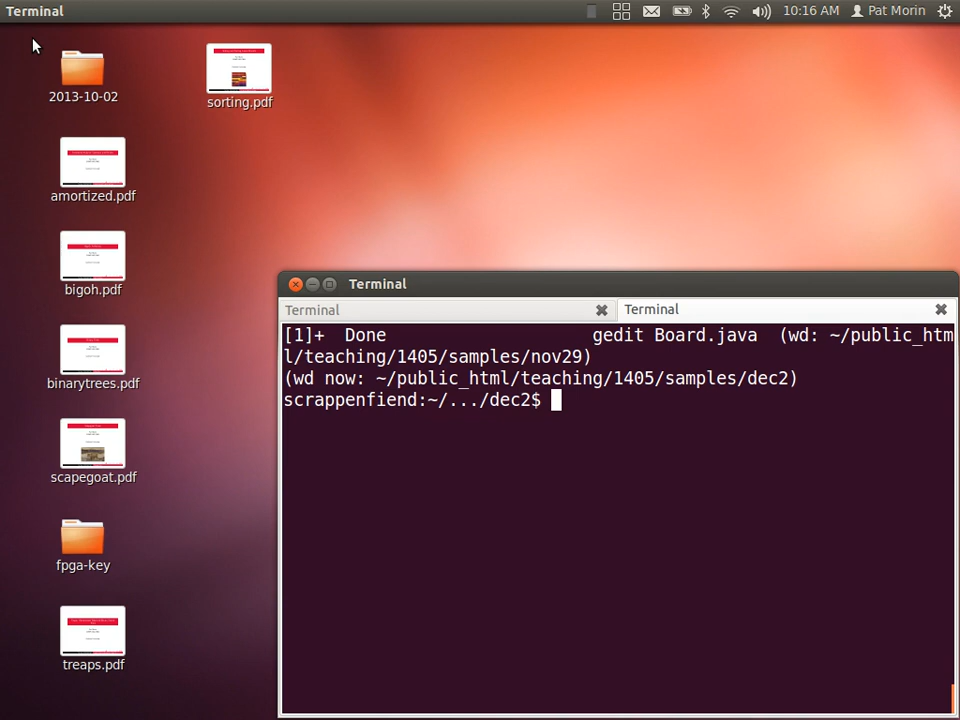 Terminal
10:16 AM
Pat Morin
2013-10-02
sorting.pdf
amortized.pdf
bigoh.pdf
binarytrees.pdf
scapegoat.pdf
fpga-key
treaps.pdf
Terminal
Terminal
Terminal
[1]+  Done                    gedit Board.java  (wd: ~/public_htm
l/teaching/1405/samples/nov29)
(wd now: ~/public_html/teaching/1405/samples/dec2)
scrappenfiend:~/.../dec2$